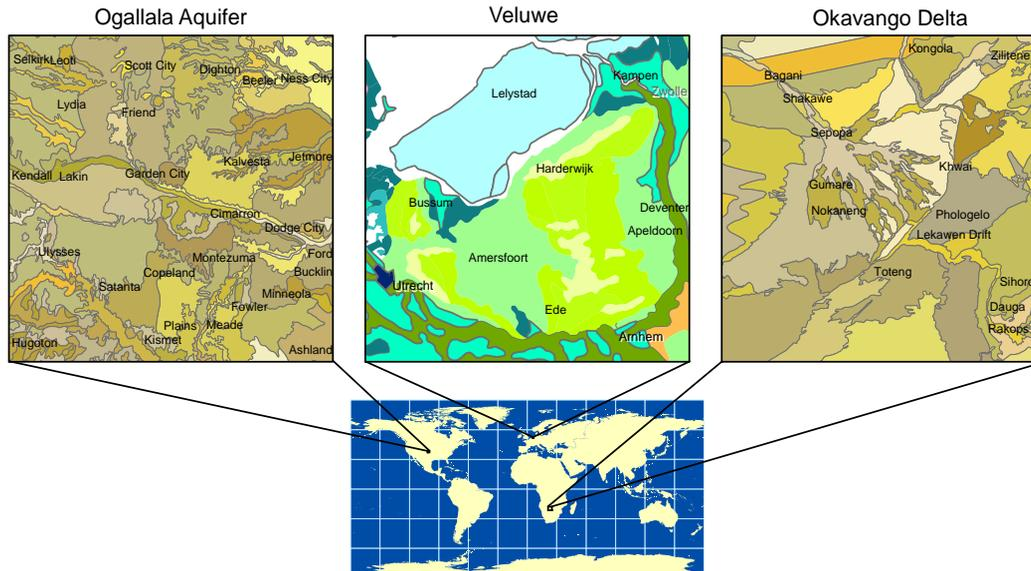 Ogallala Aquifer
Veluwe
Okavango Delta
Selkirk
Leoti
Scott City
Dighton
Beeler
Ness City
Lydia
Friend
Kalvesta
Jetmore
Kendall
Lakin
Garden City
Cimarron
Dodge City
Ulysses
Montezuma
Ford
Copeland
Bucklin
Satanta
Minneola
Fowler
Plains
Meade
Hugoton
Kismet
Ashland
Kampen
Lelystad
Zwolle
Harderwijk
Bussum
Deventer
Apeldoorn
Amersfoort
Utrecht
Ede
Arnhem
Kongola
Zilitene
Bagani
Shakawe
Sepopa
Khwai
Gumare
Nokaneng
Phologelo
Lekawen Drift
Toteng
Sihoro
Dauga
Rakops